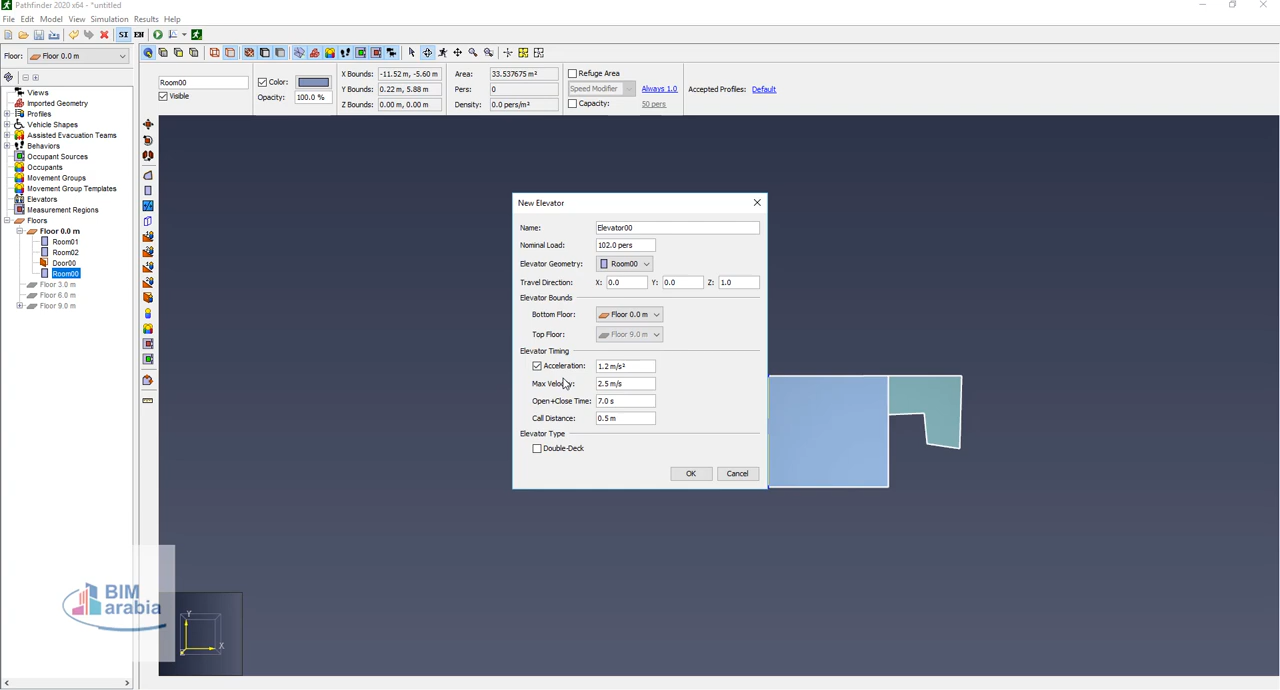 Pathfinder 2020 x64 - *untitled
File Edit Model View Simulation Results Help
SI EN
Floor: Floor 0.0 m
Room00
Visible
Color:
Opacity: 100.0 %
X Bounds: -11.52 m, -5.60 m
Y Bounds: 0.22 m, 5.88 m
Z Bounds: 0.00 m, 0.00 m
Area: 33.537675 m²
Pers: 0
Density: 0.0 pers/m²
Refuge Area
Speed Modifier Always 1.0
Capacity: 50 pers
Accepted Profiles: Default
Views
Imported Geometry
Profiles
Vehicle Shapes
Assisted Evacuation Teams
Behaviors
Occupant Sources
Occupants
Movement Groups
Movement Group Templates
Elevators
Measurement Regions
Floors
Floor 0.0 m
Room01
Room02
Door00
Room00
Floor 3.0 m
Floor 6.0 m
Floor 9.0 m
New Elevator
Name: Elevator00
Nominal Load: 102.0 pers
Elevator Geometry: Room00
Travel Direction: X: 0.0 Y: 0.0 Z: 1.0
Elevator Bounds
Bottom Floor: Floor 0.0 m
Top Floor: Floor 9.0 m
Elevator Timing
Acceleration: 1.2 m/s²
Max Velocity: 2.5 m/s
Open+Close Time: 7.0 s
Call Distance: 0.5 m
Elevator Type
Double-Deck
OK Cancel
BIM
arabia
Y
X